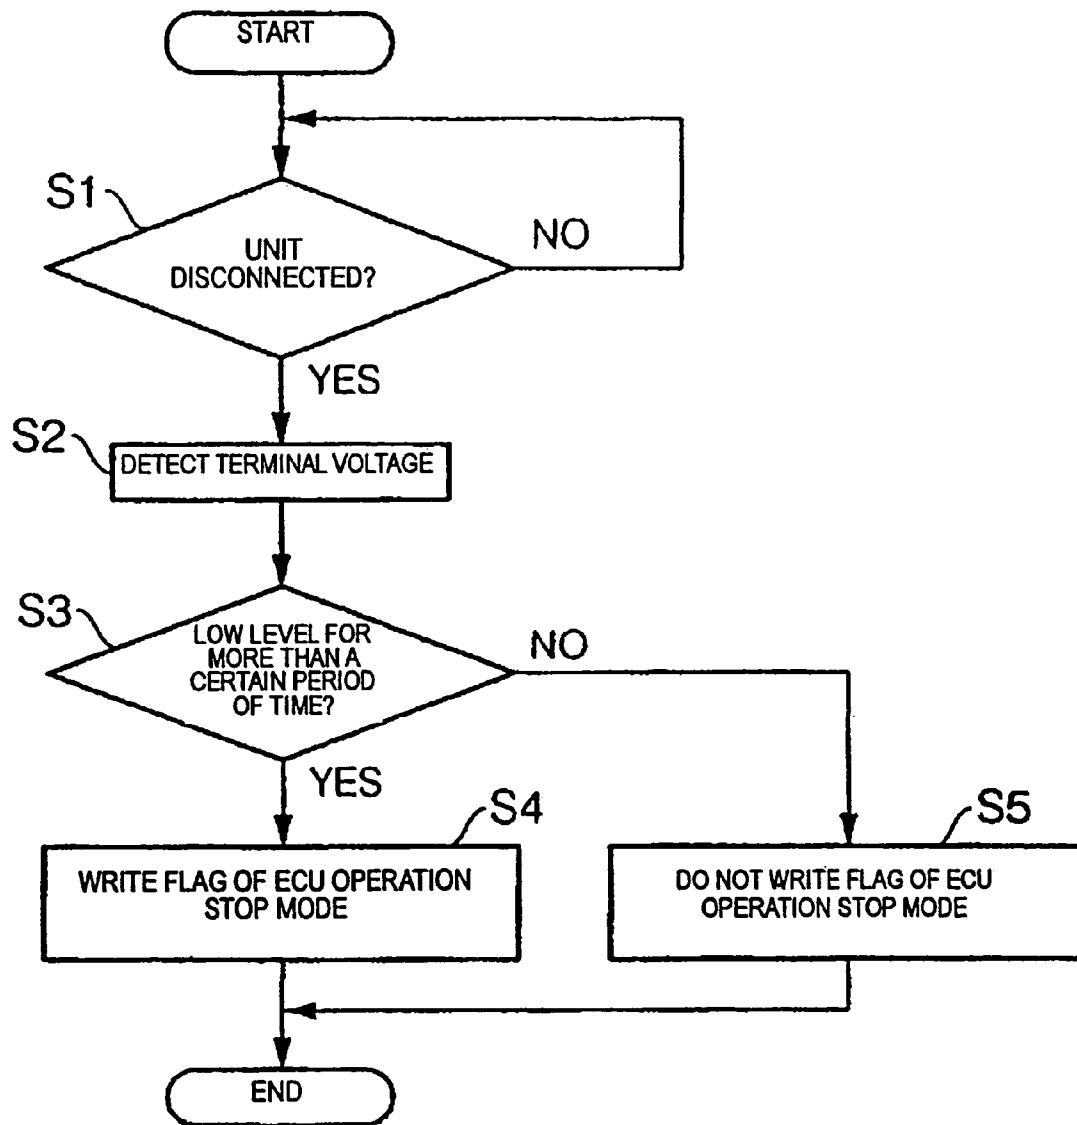 START
S1
UNIT
DISCONNECTED?
NO
YES
S2
DETECT TERMINAL VOLTAGE
S3
LOW LEVEL FOR
MORE THAN A
CERTAIN PERIOD
OF TIME?
NO
YES
S4
WRITE FLAG OF ECU OPERATION
STOP MODE
S5
DO NOT WRITE FLAG OF ECU
OPERATION STOP MODE
END